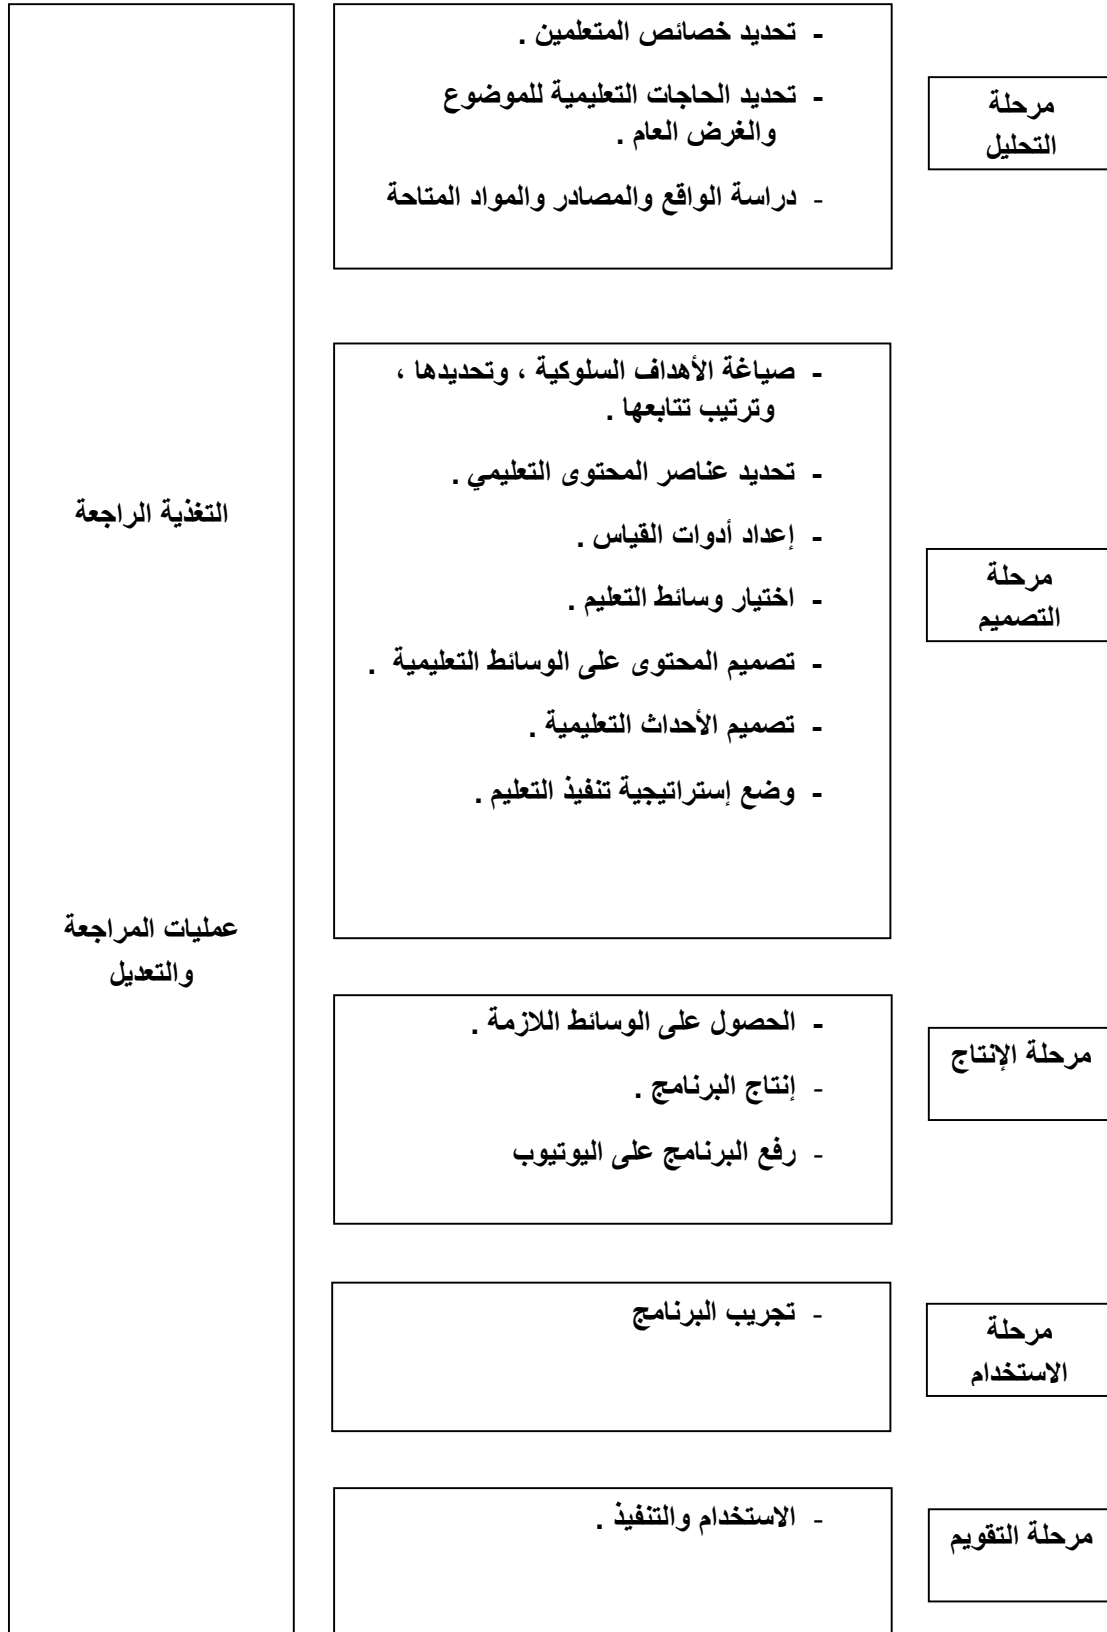 مرحلة
التحليل
- تحديد خصائص المتعلمين .
- تحديد الحاجات التعليمية للموضوع
والغرض العام .
- دراسة الواقع والمصادر والمواد المتاحة
مرحلة
التصميم
- صياغة الأهداف السلوكية ، وتحديدها ،
وترتيب تتابعها .
- تحديد عناصر المحتوى التعليمي .
- إعداد أدوات القياس .
- اختيار وسائط التعليم .
- تصميم المحتوى على الوسائط التعليمية .
- تصميم الأحداث التعليمية .
- وضع إستراتيجية تنفيذ التعليم .
مرحلة الإنتاج
- الحصول على الوسائط اللازمة .
- إنتاج البرنامج .
- رفع البرنامج على اليوتيوب
مرحلة
الاستخدام
- تجريب البرنامج
مرحلة التقويم
- الاستخدام والتنفيذ .
التغذية الراجعة
عمليات المراجعة
والتعديل